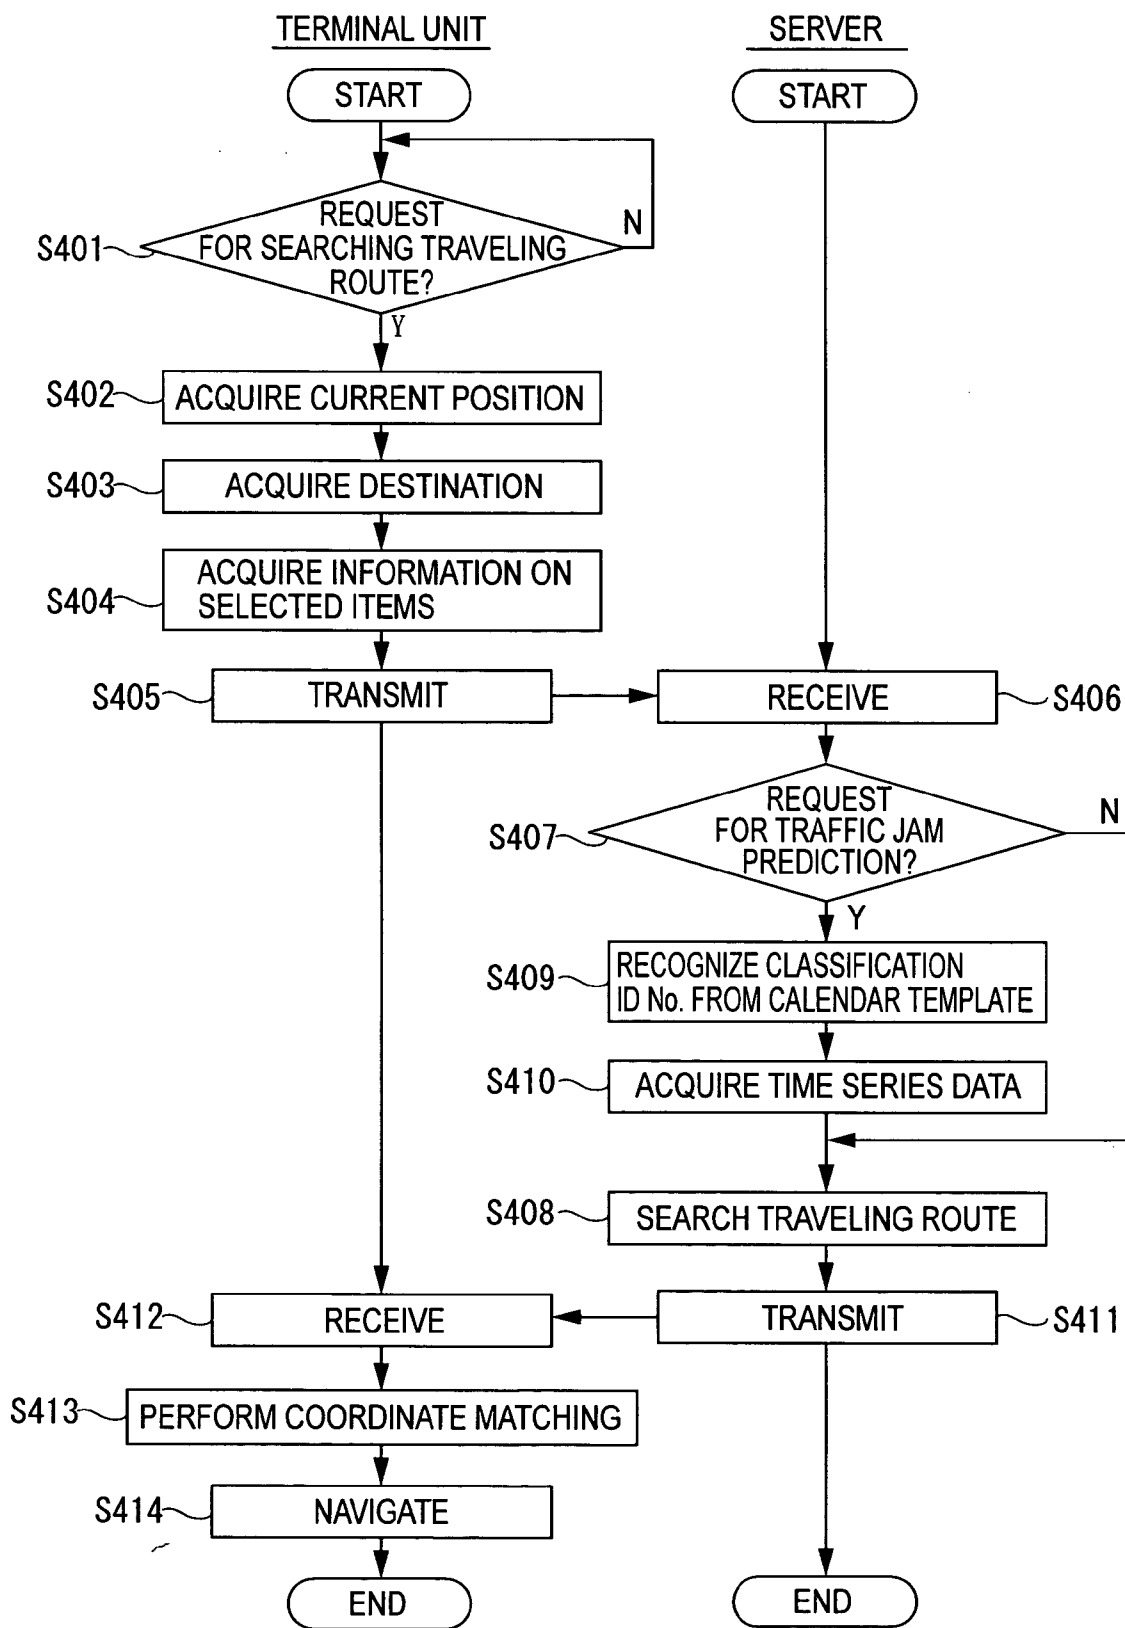 TERMINAL UNIT
SERVER
START
START
REQUEST
FOR SEARCHING TRAVELING
ROUTE?
N
S401
Y
S402
ACQUIRE CURRENT POSITION
S403
ACQUIRE DESTINATION
S404
ACQUIRE INFORMATION ON
SELECTED ITEMS
S405
TRANSMIT
RECEIVE
S406
REQUEST
FOR TRAFFIC JAM
PREDICTION?
N
S407
Y
S409
RECOGNIZE CLASSIFICATION
ID No. FROM CALENDAR TEMPLATE
S410
ACQUIRE TIME SERIES DATA
S408
SEARCH TRAVELING ROUTE
S412
RECEIVE
TRANSMIT
S411
S413
PERFORM COORDINATE MATCHING
S414
NAVIGATE
END
END